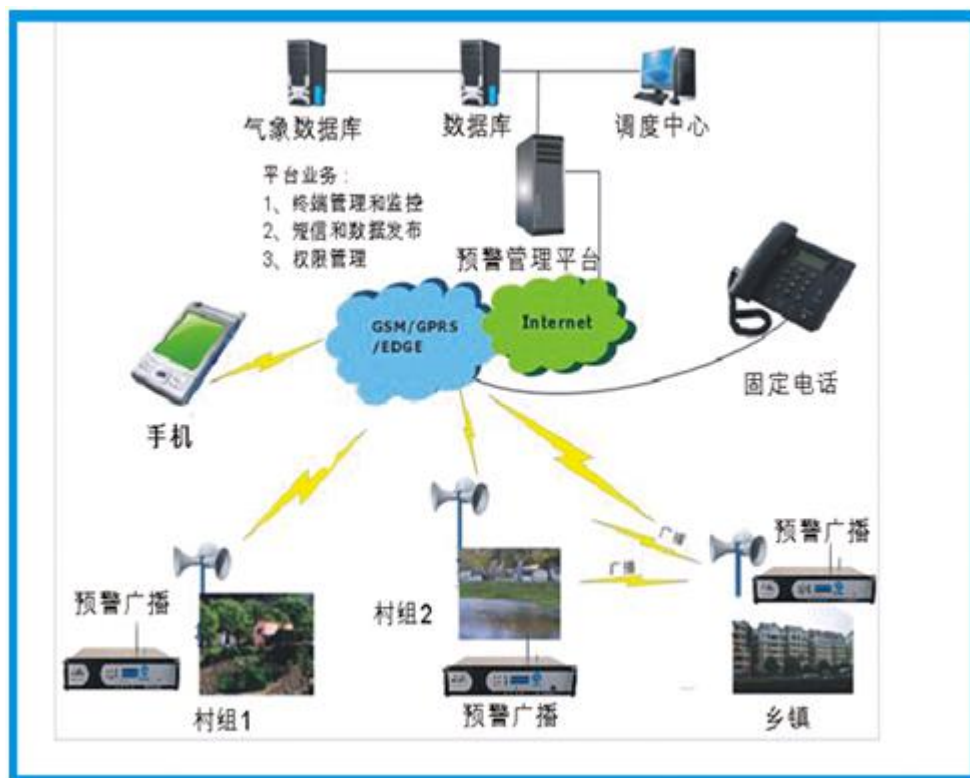 气象数据库
数据库
调度中心
平台业务：
1、终端管理和监控
2、短信和数据发布
3、权限管理
预警管理平台
GSM/GPRS
/EDGE
Internet
固定电话
手机
预警广播
广播
广播
预警广播
村组2
村组1
预警广播
乡镇